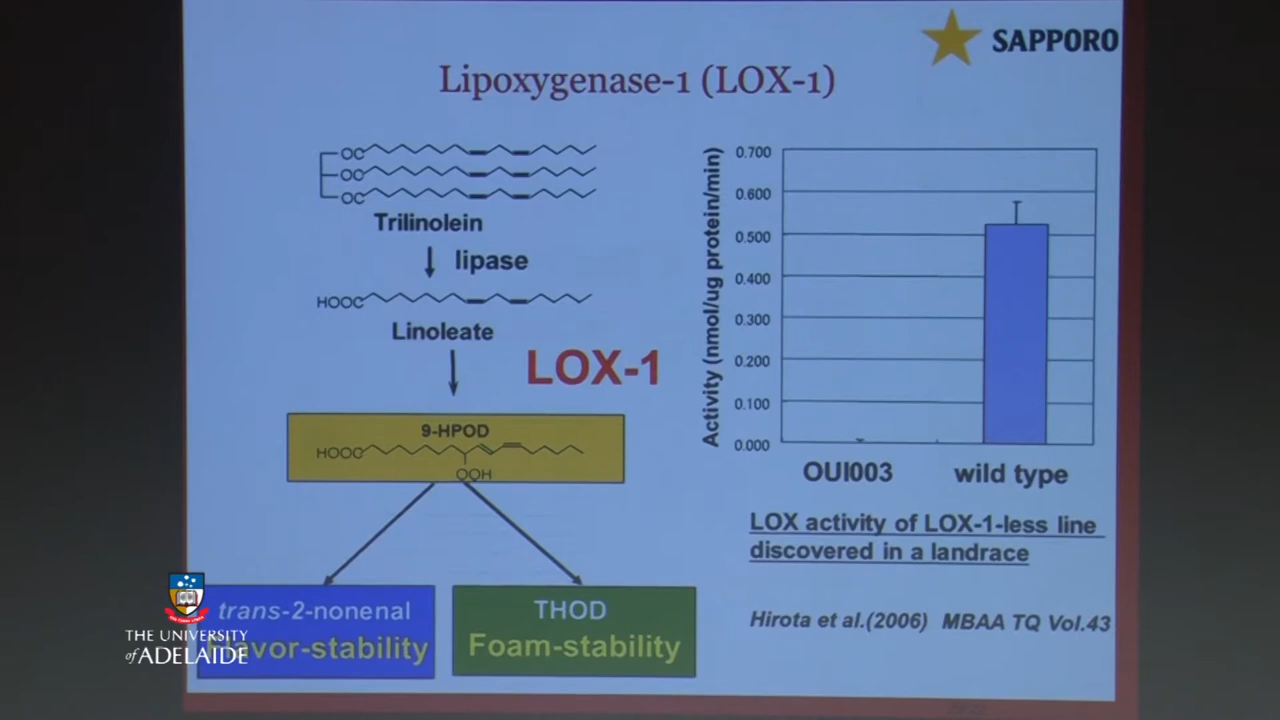 SAPPORO
Lipoxygenase-1 (LOX-1)
OC
OC
OC
Trilinolein
lipase
HOOC
Linoleate
LOX-1
9-HPOD
HOOC
OOH
trans-2-nonenal
Flavor-stability
THOD
Foam-stability
Activity (nmol/ug protein/min)
0.700
0.600
0.500
0.400
0.300
0.200
0.100
0.000
OUI003 wild type
LOX activity of LOX-1-less line
discovered in a landrace
Hirota et al.(2006) MBAA TQ Vol.43
THE UNIVERSITY
of ADELAIDE